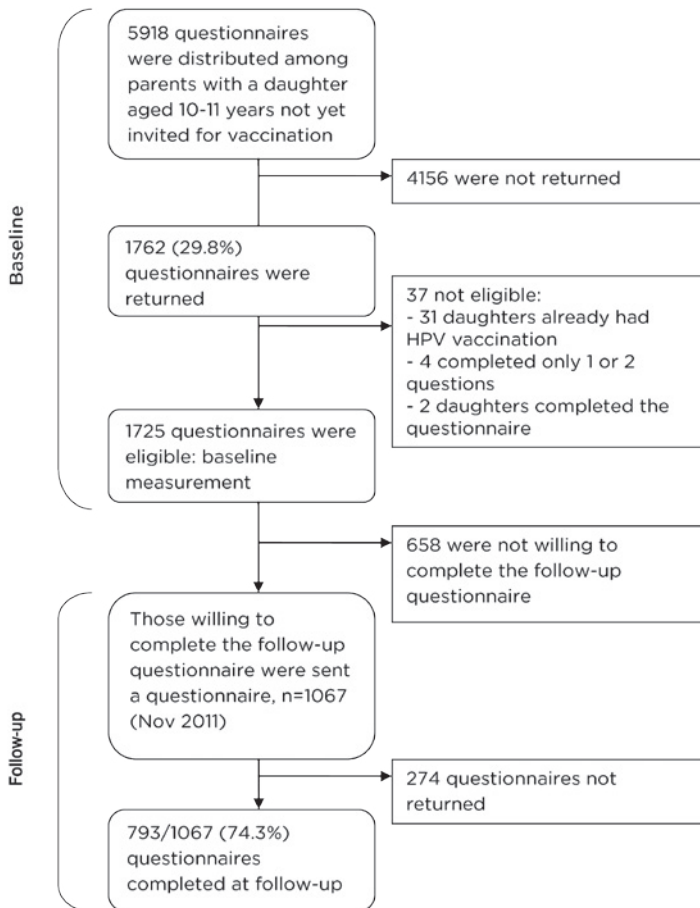 Baseline
5918 questionnaires
were distributed among
parents with a daughter
aged 10-11 years not yet
invited for vaccination
4156 were not returned
1762 (29.8%)
questionnaires were
returned
37 not eligible:
- 31 daughters already had
HPV vaccination
- 4 completed only 1 or 2
questions
- 2 daughters completed the
questionnaire
1725 questionnaires were
eligible: baseline
measurement
658 were not willing to
complete the follow-up
questionnaire
Follow-up
Those willing to
complete the follow-up
questionnaire were sent
a questionnaire, n=1067
(Nov 2011)
274 questionnaires not
returned
793/1067 (74.3%)
questionnaires
completed at follow-up